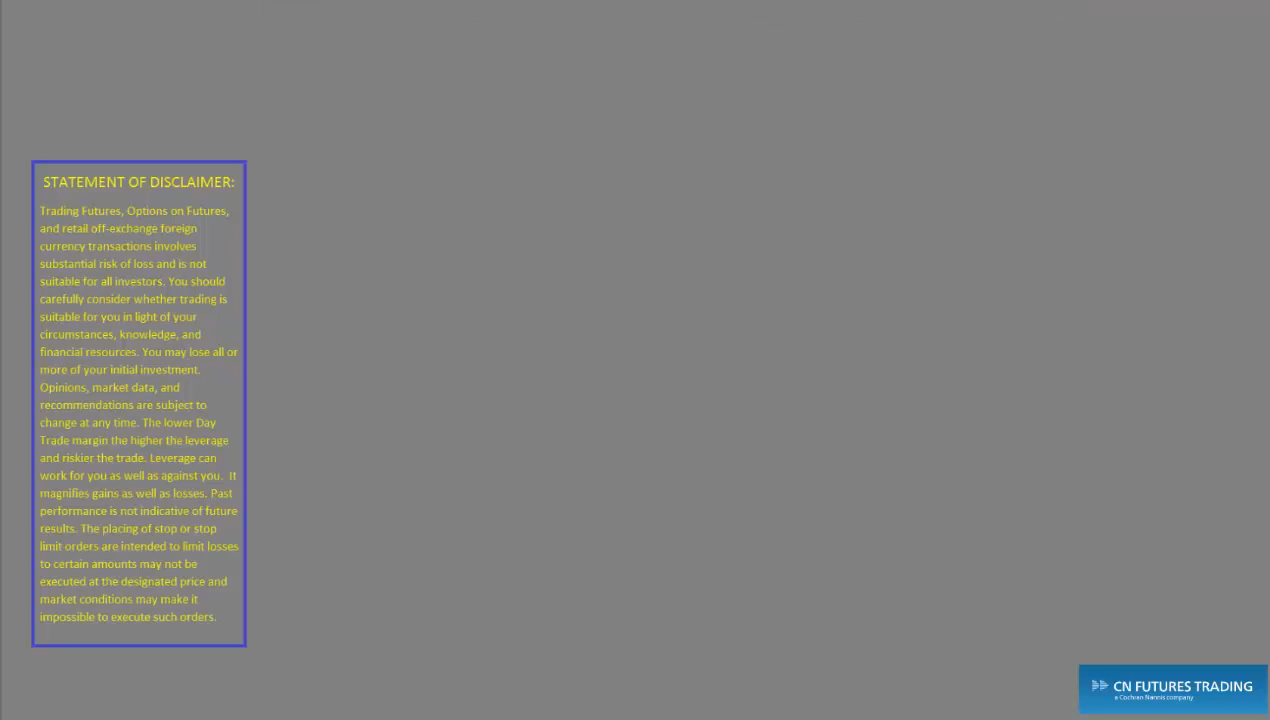 STATEMENT OF DISCLAIMER:
Trading Futures, Options on Futures,
and retail off-exchange foreign
currency transactions involves
substantial risk of loss and is not
suitable for all investors. You should
carefully consider whether trading is
suitable for you in light of your
circumstances, knowledge, and
financial resources. You may lose all or
more of your initial investment.
Opinions, market data, and
recommendations are subject to
change at any time. The lower Day
Trade margin the higher the leverage
and riskier the trade. Leverage can
work for you as well as against you.  It
magnifies gains as well as losses. Past
performance is not indicative of future
results. The placing of stop or stop
limit orders are intended to limit losses
to certain amounts may not be
executed at the designated price and
market conditions may make it
impossible to execute such orders.
CN FUTURES TRADING
a Cochran Nannis company